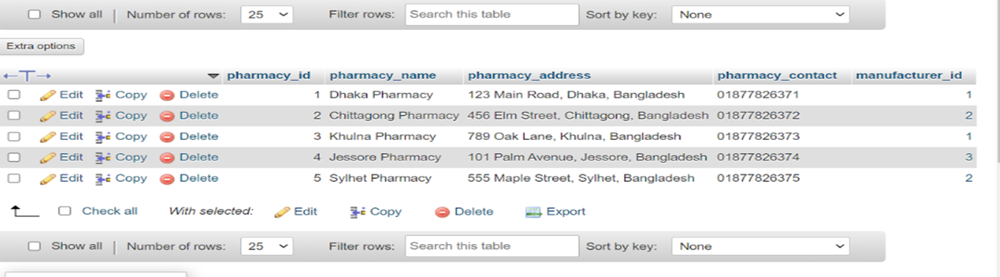 Show all | Number of rows: 25 Filter rows: Search this table Sort by key: None
Extra options
←T→ pharmacy_id pharmacy_name pharmacy_address pharmacy_contact manufacturer_id
Edit Copy Delete 1 Dhaka Pharmacy 123 Main Road, Dhaka, Bangladesh 01877826371 1
Edit Copy Delete 2 Chittagong Pharmacy 456 Elm Street, Chittagong, Bangladesh 01877826372 2
Edit Copy Delete 3 Khulna Pharmacy 789 Oak Lane, Khulna, Bangladesh 01877826373 1
Edit Copy Delete 4 Jessore Pharmacy 101 Palm Avenue, Jessore, Bangladesh 01877826374 3
Edit Copy Delete 5 Sylhet Pharmacy 555 Maple Street, Sylhet, Bangladesh 01877826375 2
Check all With selected: Edit Copy Delete Export
Show all | Number of rows: 25 Filter rows: Search this table Sort by key: None